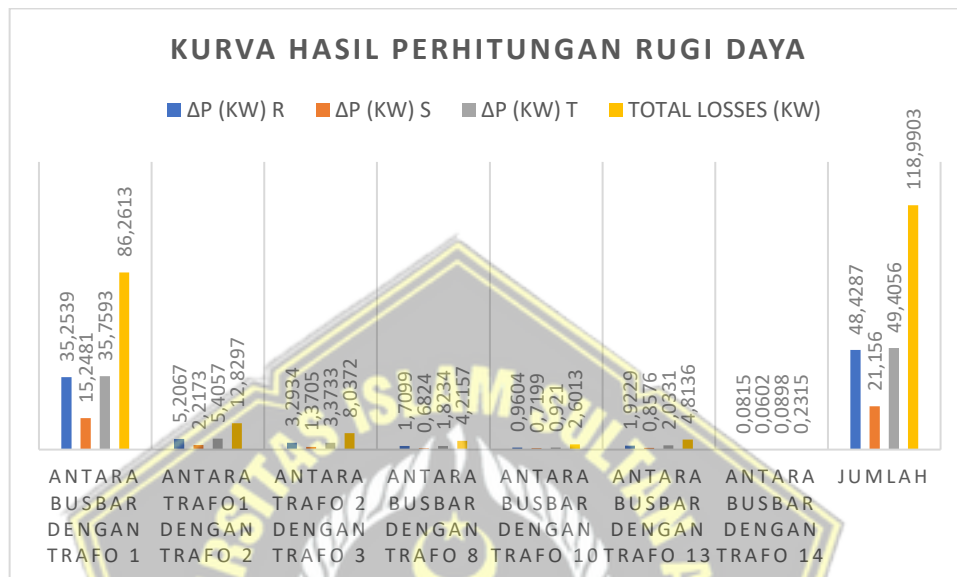 KURVA HASIL PERHITUNGAN RUGI DAYA
ΔP (KW) R ΔP (KW) S ΔP (KW) T TOTAL LOSSES (KW)
35,2539
15,2481
35,7593
86,2613
5,2067
2,2173
5,4057
12,8297
3,2934
1,3705
3,3733
8,0372
1,7099
0,6824
1,8234
4,2157
0,9604
0,7199
0,921
2,6013
1,9229
0,8576
2,0331
4,8136
0,0815
0,0602
0,0898
0,2315
48,4287
21,156
49,4056
118,9903
ANTARA
BUSBAR
DENGAN
TRAFO 1
ANTARA
TRAFO1
DENGAN
TRAFO 2
ANTARA
TRAFO 2
DENGAN
TRAFO 3
ANTARA
BUSBAR
DENGAN
TRAFO 8
ANTARA
BUSBAR
DENGAN
TRAFO 10
ANTARA
BUSBAR
DENGAN
TRAFO 13
ANTARA
BUSBAR
DENGAN
TRAFO 14
JUMLAH